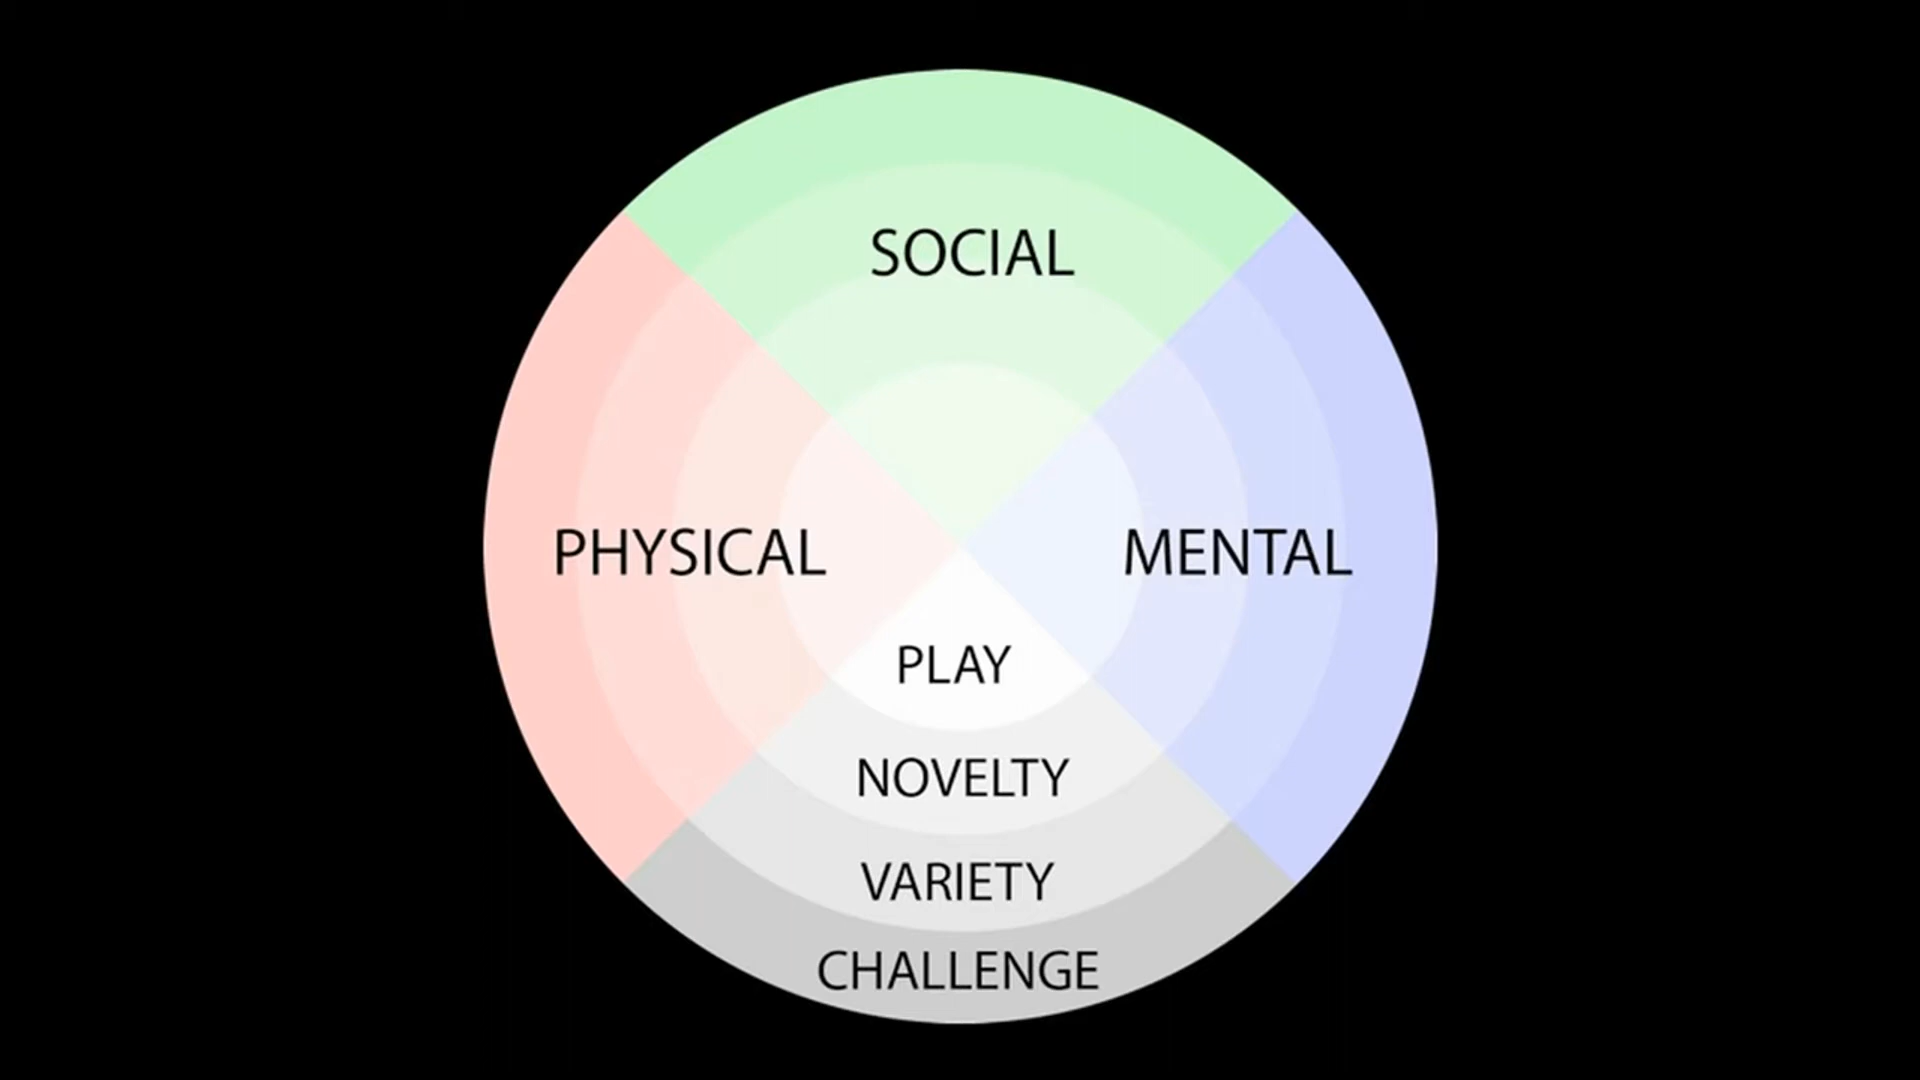 SOCIAL
PHYSICAL
MENTAL
PLAY
NOVELTY
VARIETY
CHALLENGE